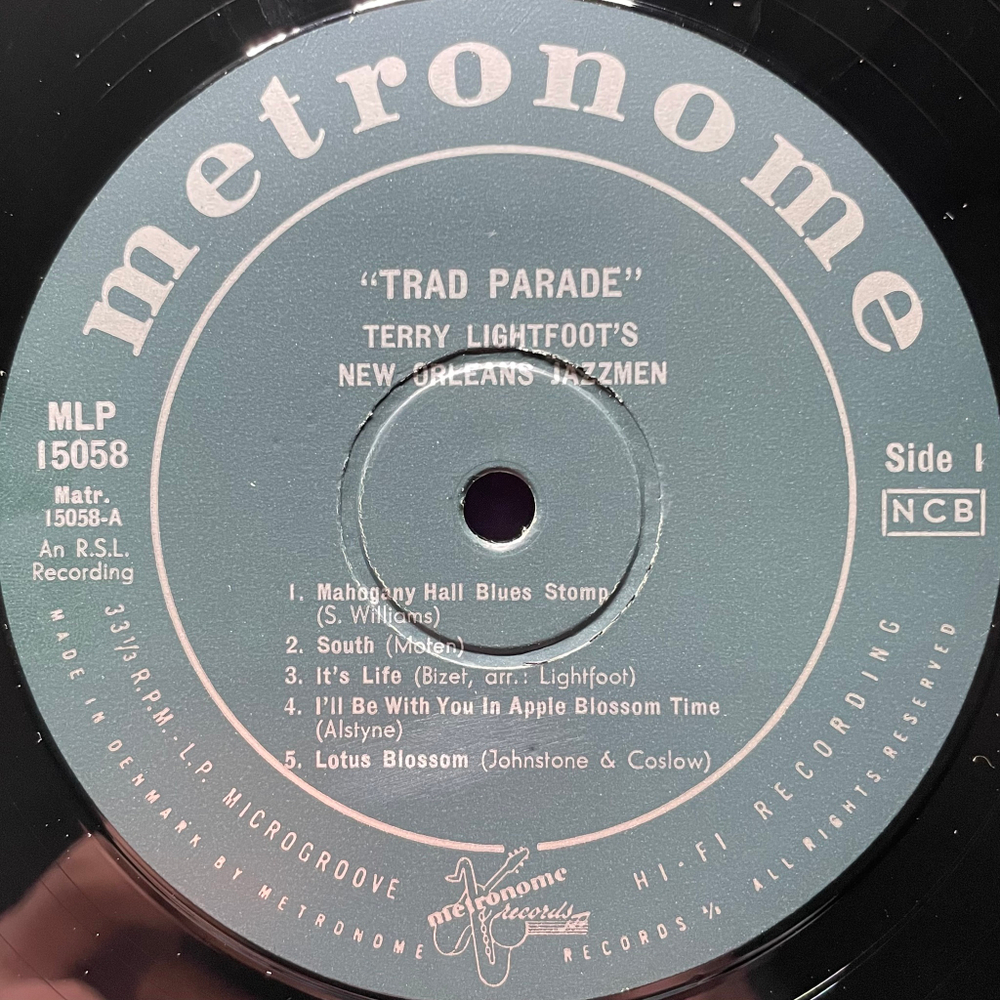 metronome
"TRAD PARADE"
TERRY LIGHTFOOT'S
NEW ORLEANS JAZZMEN
MLP
15058
Matr.
15058-A
An R.S.L.
Recording
Side 1
NCB
1. Mahogany Hall Blues Stomp
(S. Williams)
2. South (Moten)
3. It's Life (Bizet, arr.: Lightfoot)
4. I'll Be With You In Apple Blossom Time
(Alstyne)
5. Lotus Blossom (Johnstone & Coslow)
33 1/3 R.P.M. - L.P. MICROGROOVE
HI-FI RECORDING
MADE IN DENMARK BY METRONOME RECORDS A/S ALL RIGHTS RESERVED
metronome
records